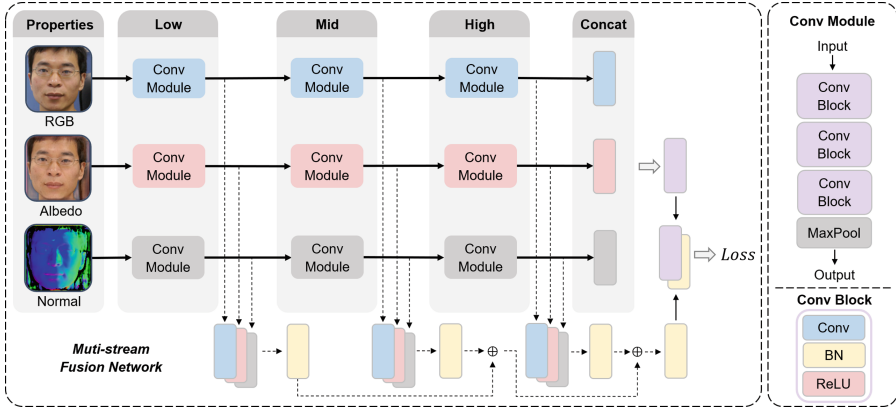 Properties
Low
Mid
High
Concat
RGB
Conv
Module
Conv
Module
Conv
Module
Albedo
Conv
Module
Conv
Module
Conv
Module
Normal
Conv
Module
Conv
Module
Conv
Module
Loss
Muti-stream
Fusion Network
Conv Module
Input
Conv
Block
Conv
Block
Conv
Block
MaxPool
Output
Conv Block
Conv
BN
ReLU